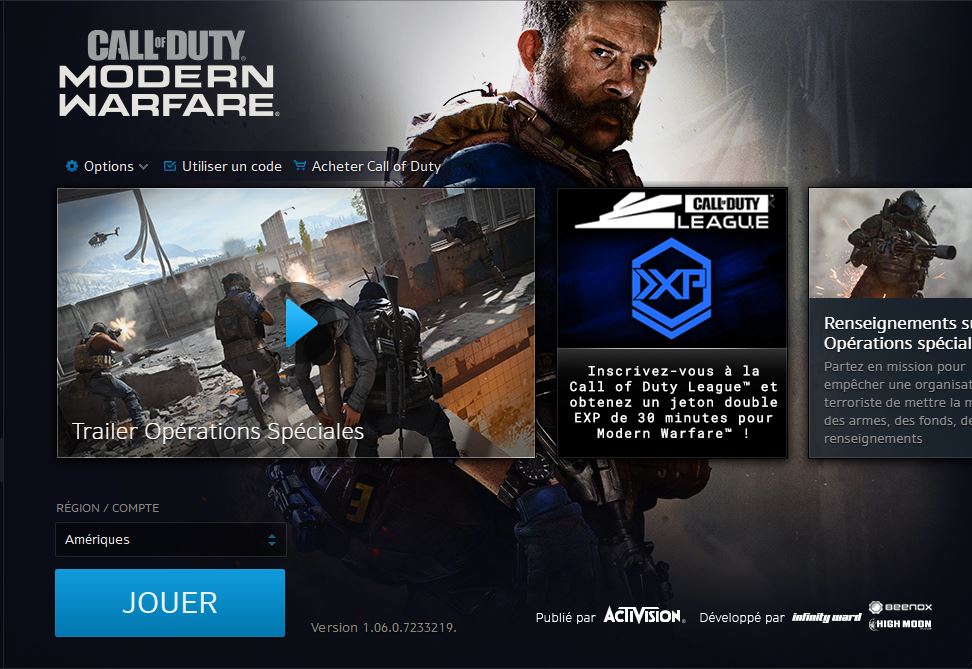 CALL OF DUTY
MODERN
WARFARE
Options
Utiliser un code
Acheter Call of Duty
Trailer Opérations Spéciales
CALL OF DUTY
LEAGUE
DXP
Inscrivez-vous à la
Call of Duty League™ et
obtenez un jeton double
EXP de 30 minutes pour
Modern Warfare™ !
Renseignements su
Opérations spécial
Partez en mission pour
empêcher une organisat
terroriste de mettre la m
des armes, des fonds, de
renseignements
RÉGION / COMPTE
Amériques
JOUER
Version 1.06.0.7233219.
Publié par ACTIVISION
Développé par infinity ward
BEENOX
HIGH MOON